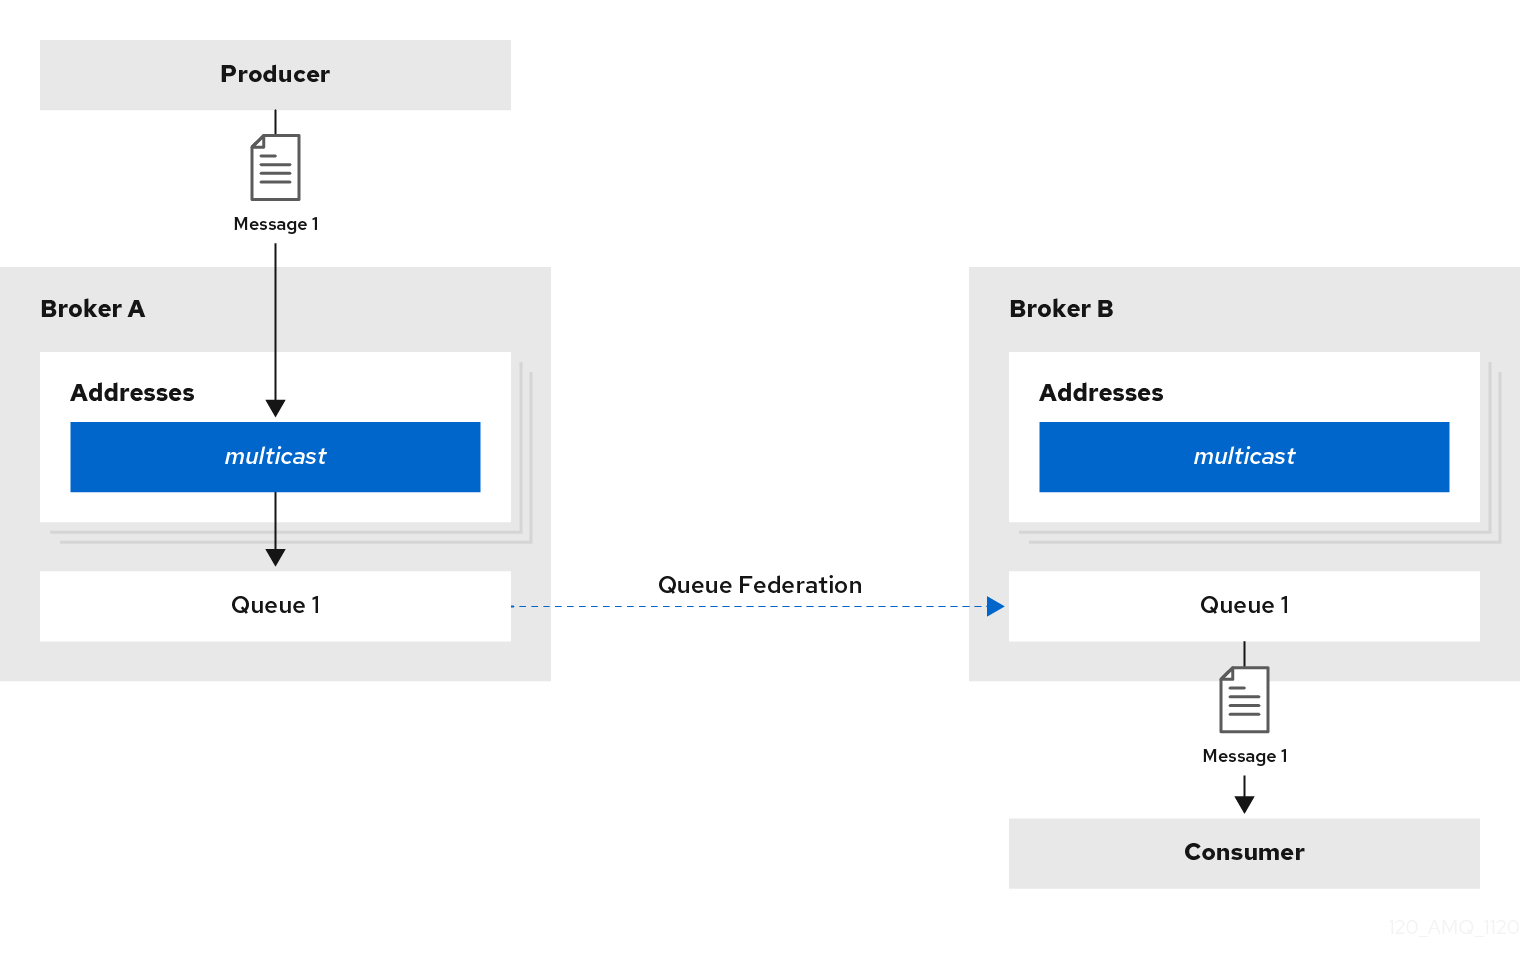 Producer
Message 1
Broker A
Addresses
multicast
Queue 1
Queue Federation
Broker B
Addresses
multicast
Queue 1
Message 1
Consumer
120_AMQ_1120